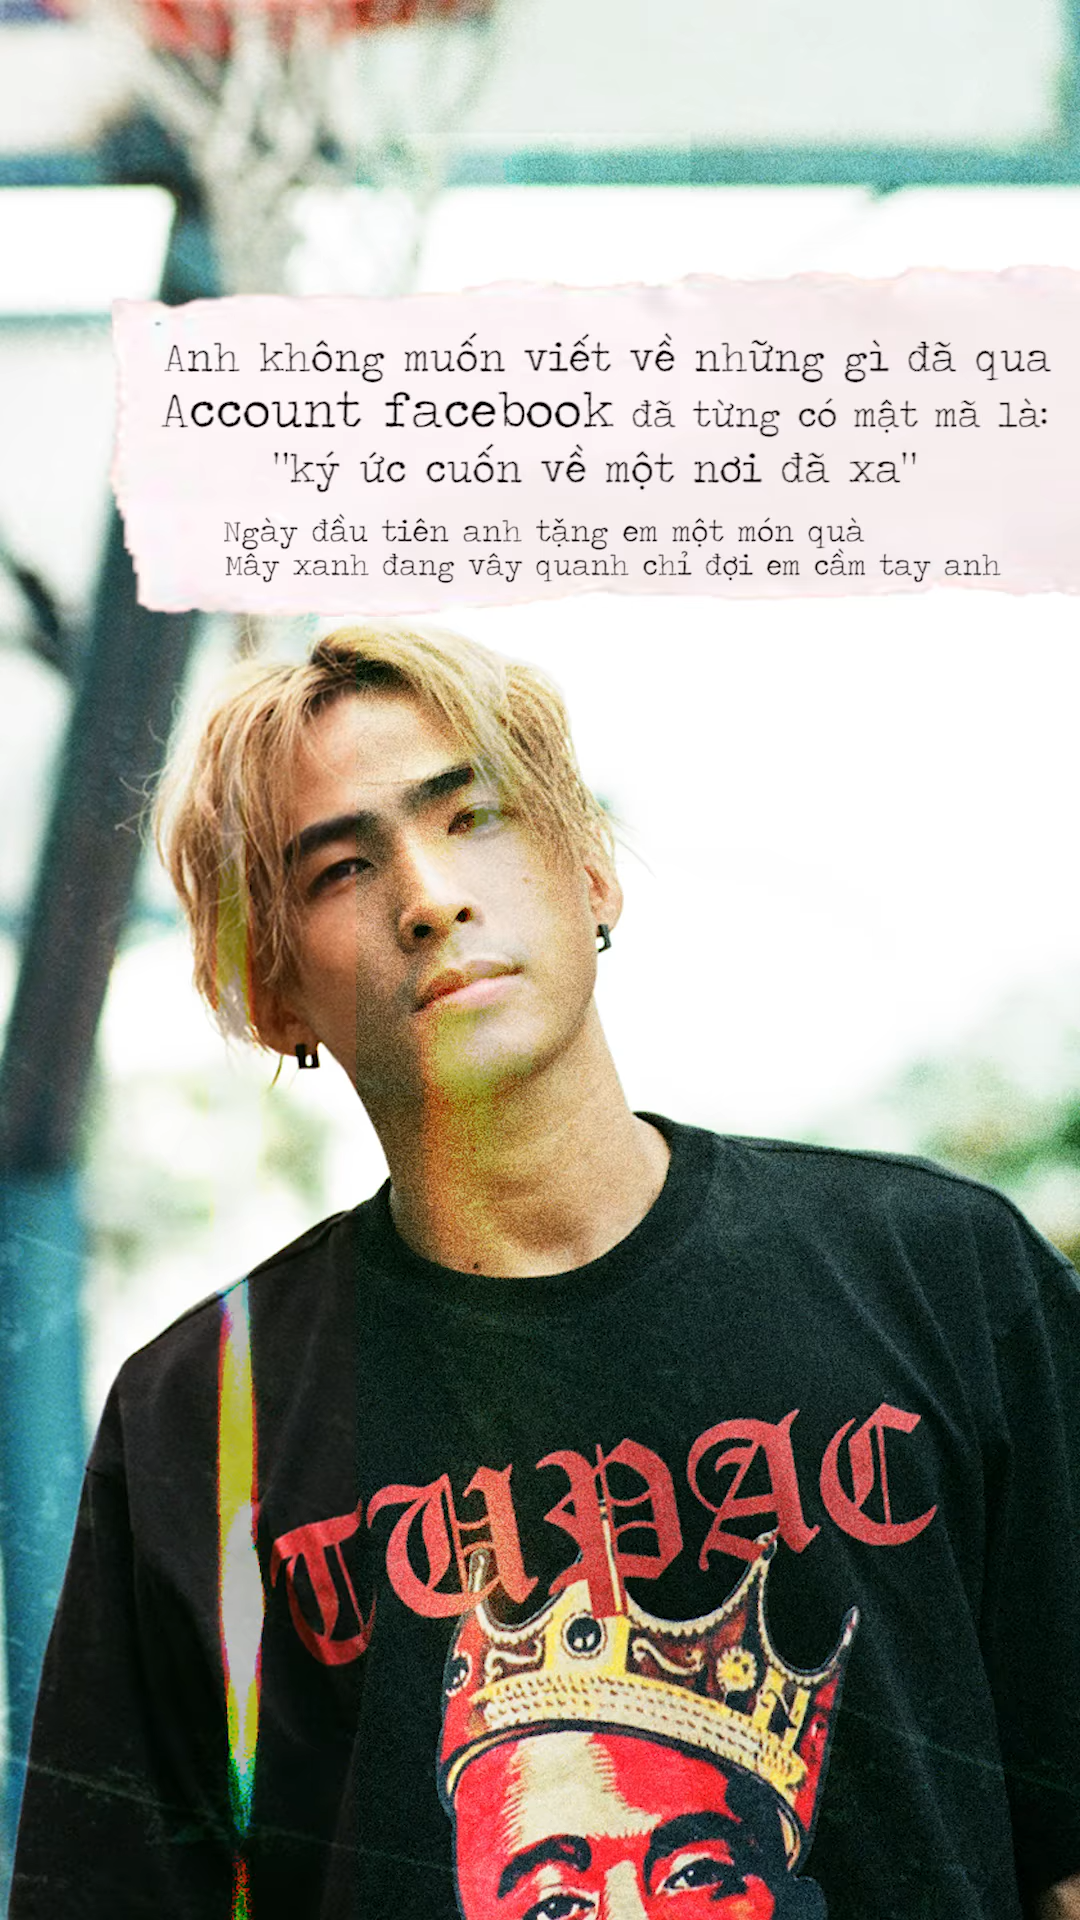 Anh không muốn viết về những gì đã qua
Account facebook đã từng có mật mã là:
"ký ức cuốn về một nơi đã xa"
Ngày đầu tiên anh tặng em một món quà
Mây xanh đang vây quanh chỉ đợi em cầm tay anh
TUPAC